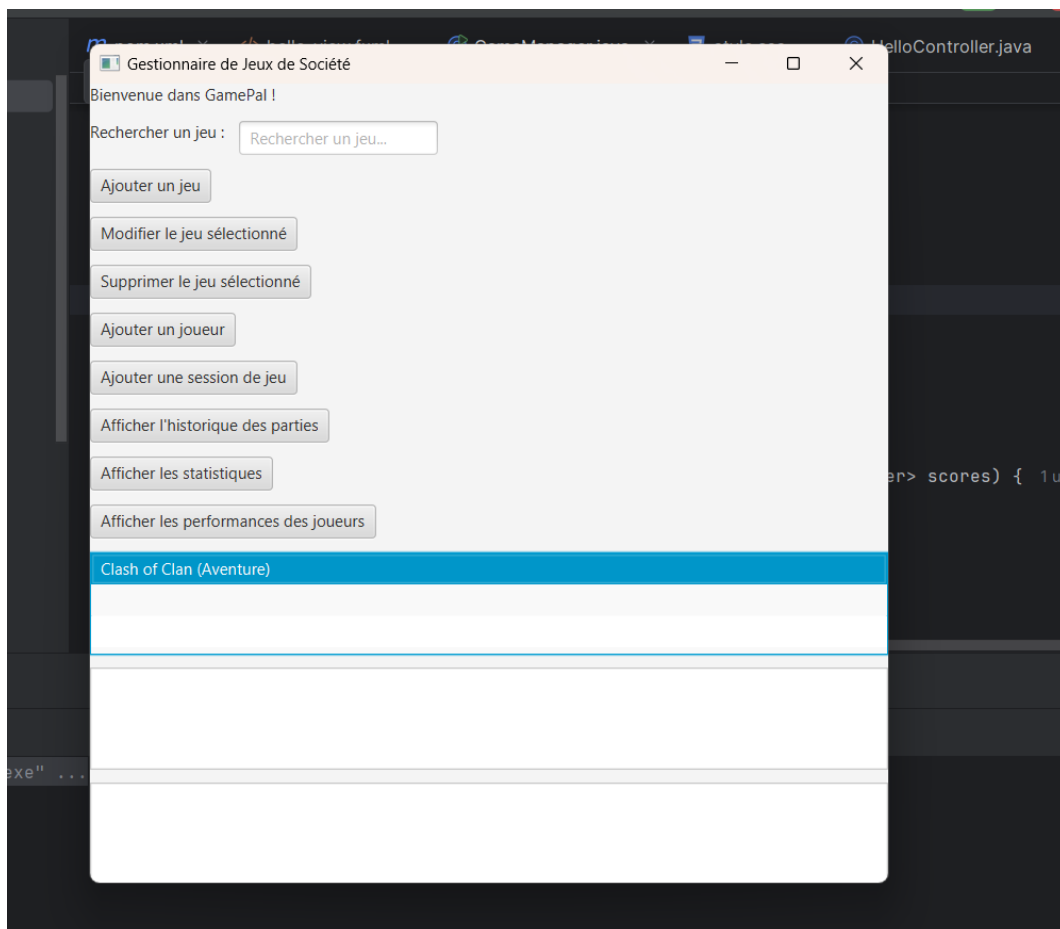 HelloController.java
Gestionnaire de Jeux de Société
Bienvenue dans GamePal !
Rechercher un jeu :
Rechercher un jeu...
Ajouter un jeu
Modifier le jeu sélectionné
Supprimer le jeu sélectionné
Ajouter un joueur
Ajouter une session de jeu
Afficher l'historique des parties
Afficher les statistiques
er> scores) { 1 u
Afficher les performances des joueurs
Clash of Clan (Aventure)
exe" ...